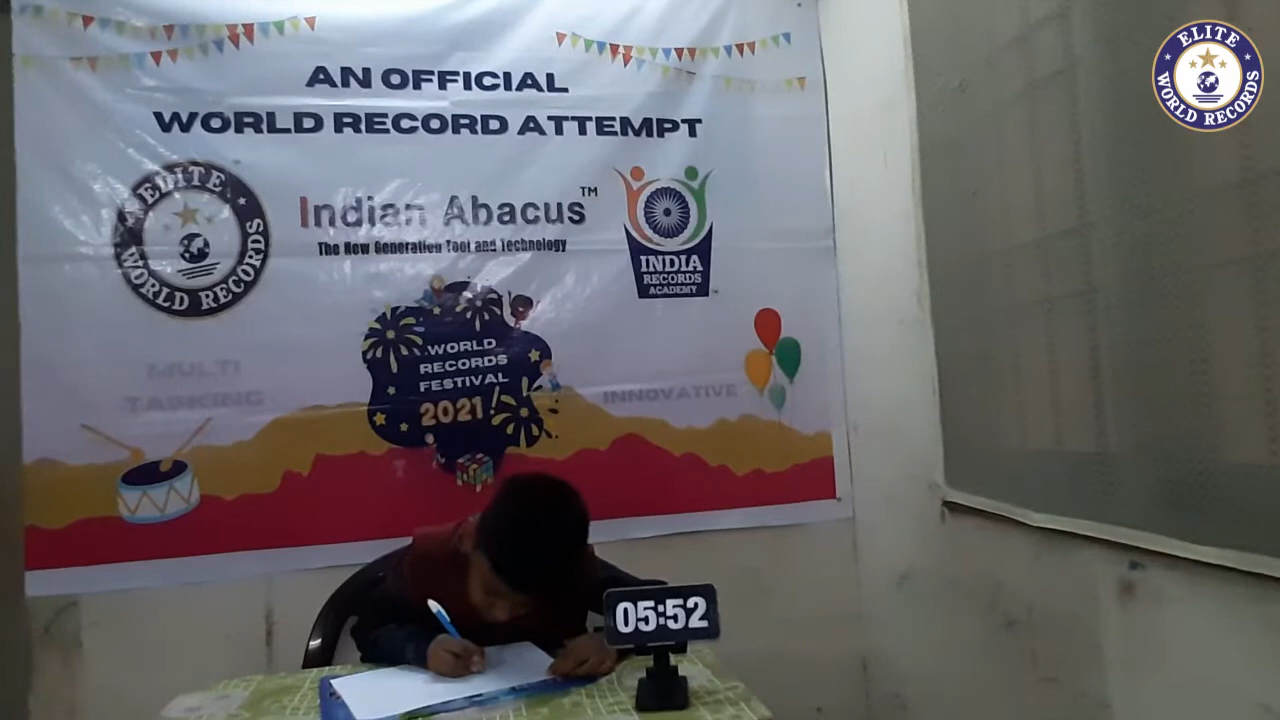 AN OFFICIAL
WORLD RECORD ATTEMPT
ELITE
WORLD RECORDS
Indian Abacus™
The New Generation Tool and Technology
INDIA
RECORDS
ACADEMY
WORLD
RECORDS
FESTIVAL
2021!
MULTI
TASKING
INNOVATIVE
05:52
ELITE
WORLD RECORDS